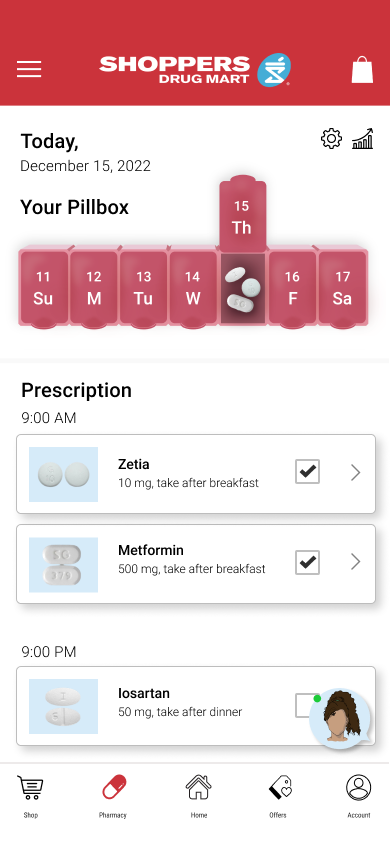 SHOPPERS
DRUG MART
Today,
December 15, 2022
Your Pillbox
15
Th
11
Su
12
M
13
Tu
14
W
16
F
17
Sa
Prescription
9:00 AM
Zetia
10 mg, take after breakfast
Metformin
500 mg, take after breakfast
9:00 PM
Iosartan
50 mg, take after dinner
Shop
Pharmacy
Home
Offers
Account